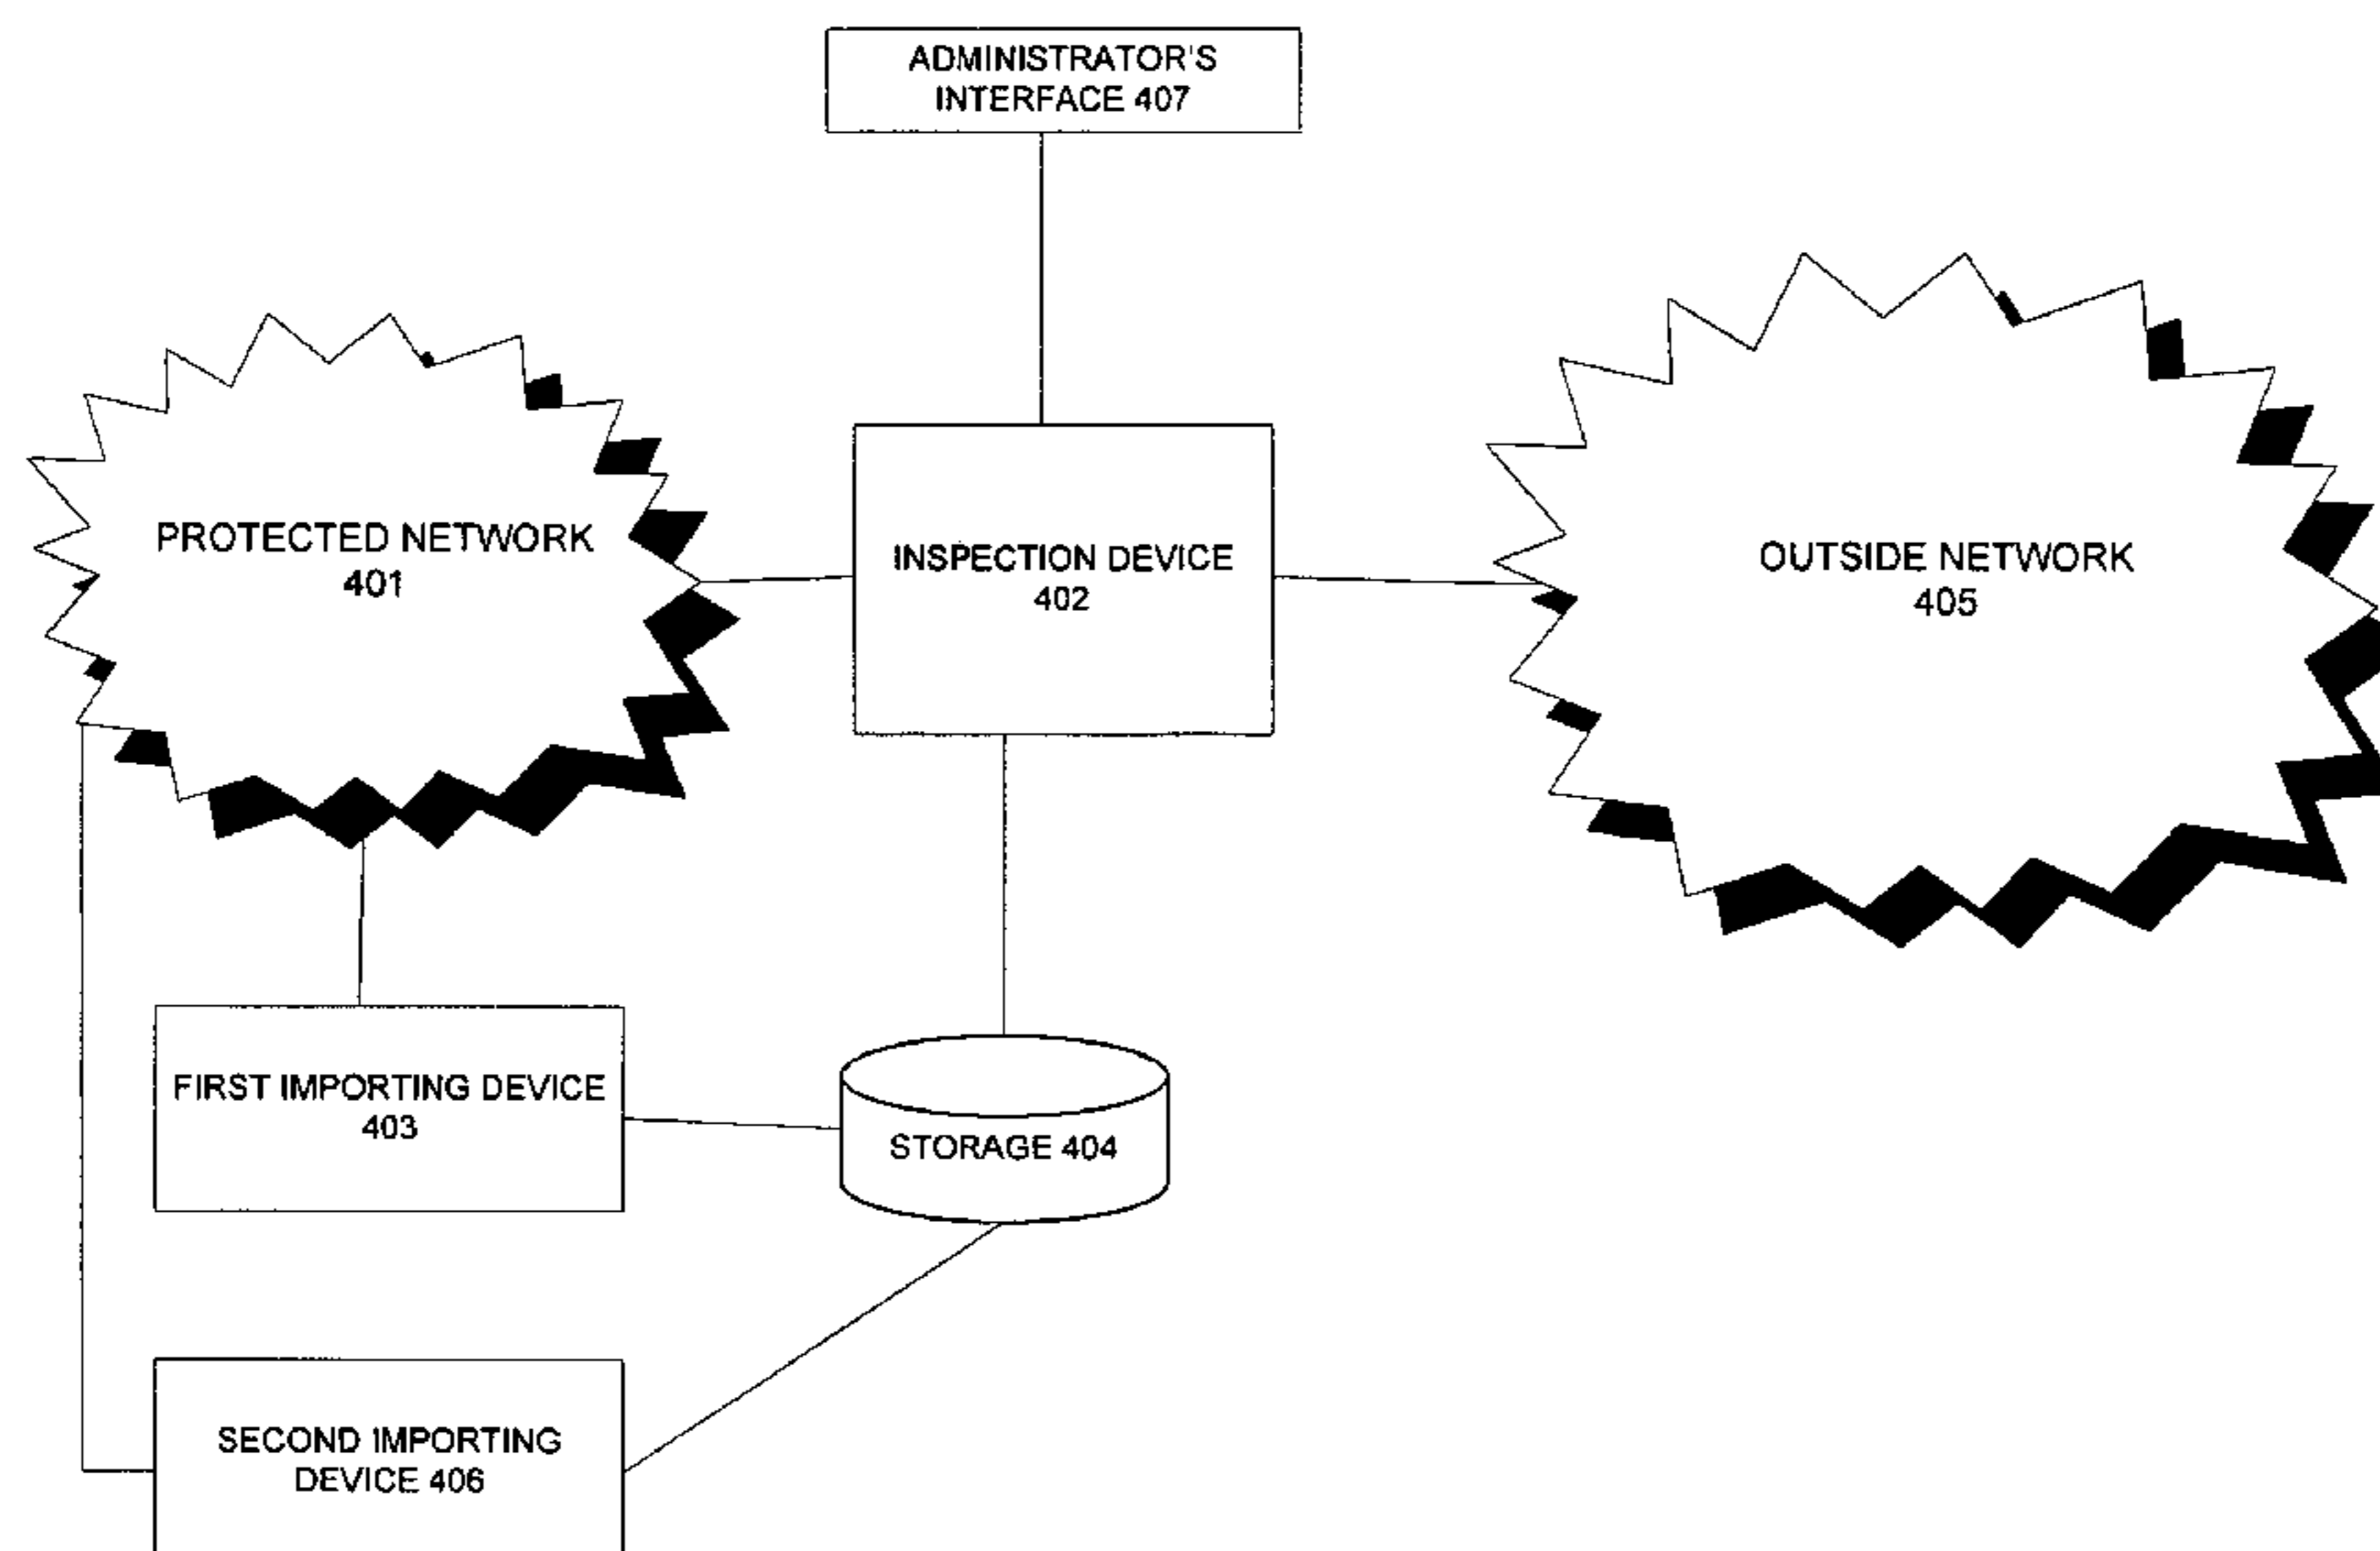 ADMINISTRATOR'S
INTERFACE 407
PROTECTED NETWORK
401
INSPECTION DEVICE
402
OUTSIDE NETWORK
405
FIRST IMPORTING DEVICE
403
STORAGE 404
SECOND IMPORTING
DEVICE 406